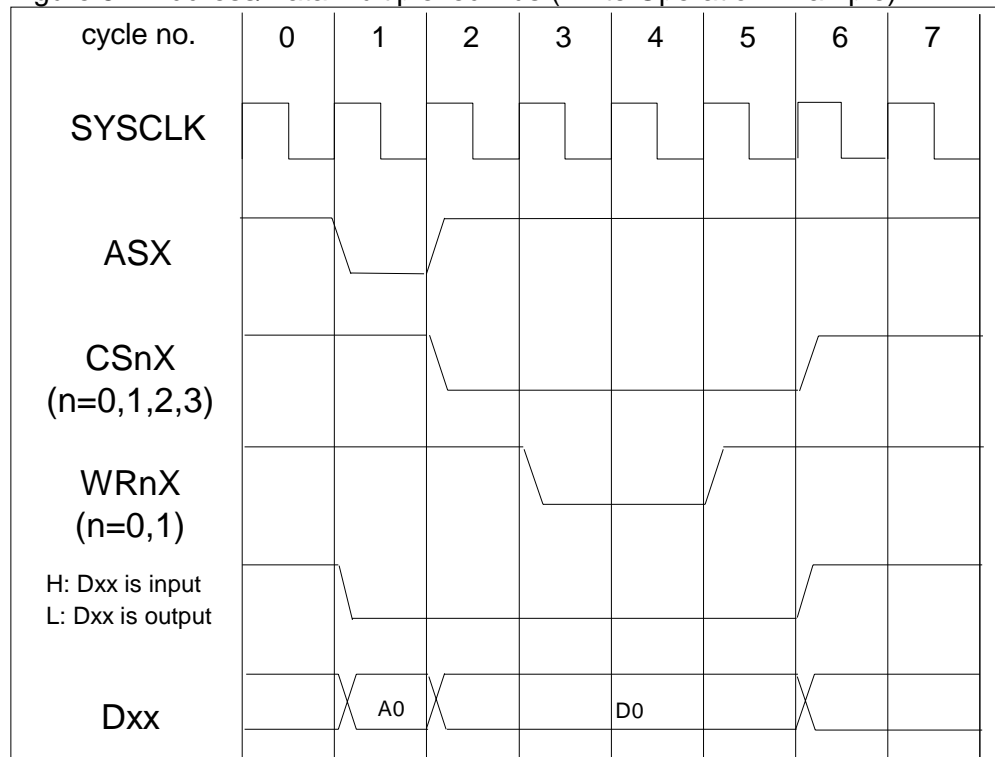 cycle no. 0 1 2 3 4 5 6 7
SYSCLK
ASX
CSnX
(n=0,1,2,3)
WRnX
(n=0,1)
H: Dxx is input
L: Dxx is output
Dxx A0 D0